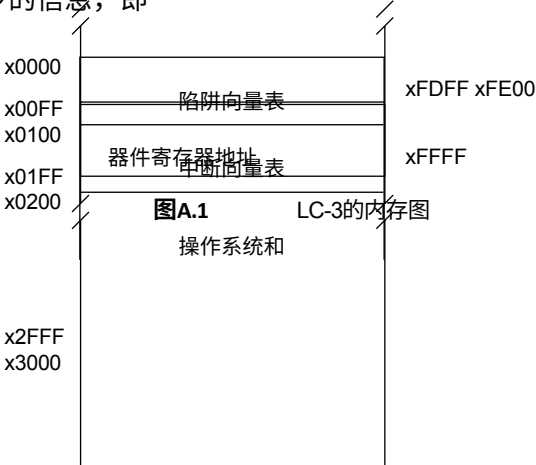 的信息，即
x0000
陷阱向量表
xFDFF xFE00
x00FF
x0100
器件寄存器地址
中断向量表
xFFFF
x01FF
x0200
图A.1 LC-3的内存图
操作系统和
x2FFF
x3000